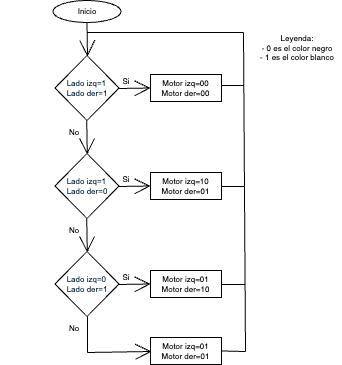 Inicio
Leyenda:
- 0 es el color negro
- 1 es el color blanco
Lado izq=1
Lado der=1
Si
Motor izq=00
Motor der=00
No
Lado izq=1
Lado der=0
Si
Motor izq=10
Motor der=01
No
Lado izq=0
Lado der=1
Si
Motor izq=01
Motor der=10
No
Motor izq=01
Motor der=01